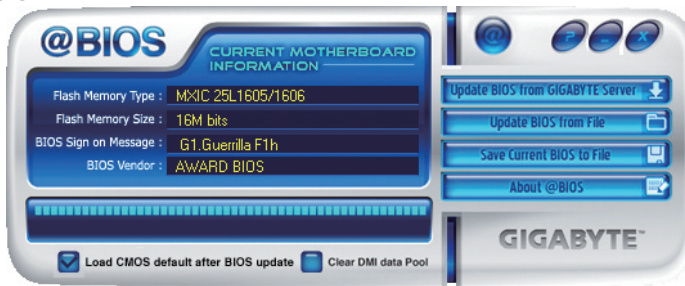 @BIOS
CURRENT MOTHERBOARD
INFORMATION
Flash Memory Type : MXIC 25L1605/1606
Flash Memory Size : 16M bits
BIOS Sign on Message : G1.Guerrilla F1h
BIOS Vendor : AWARD BIOS
Load CMOS default after BIOS update
Clear DMI data Pool
@ ? – X
Update BIOS from GIGABYTE Server
Update BIOS from File
Save Current BIOS to File
About @BIOS
GIGABYTE™